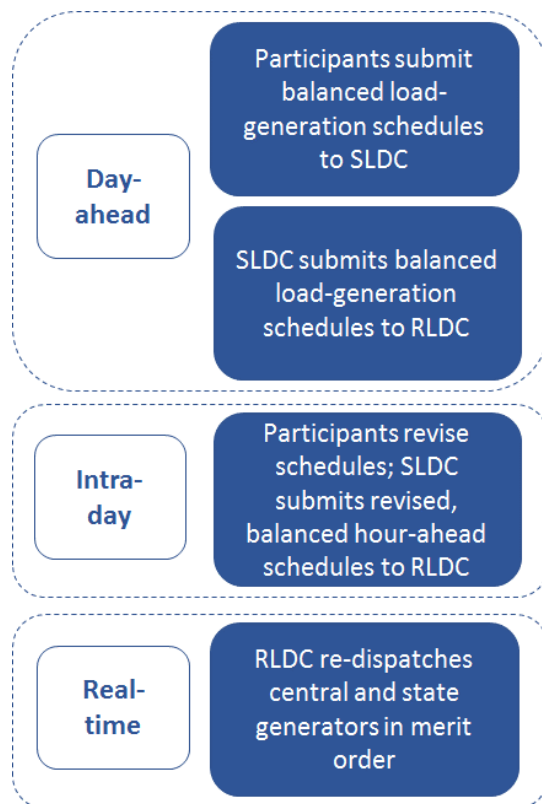 Day-
ahead
Participants submit
balanced load-
generation schedules
to SLDC
SLDC submits balanced
load-generation
schedules to RLDC
Intra-
day
Participants revise
schedules; SLDC
submits revised,
balanced hour-ahead
schedules to RLDC
Real-
time
RLDC re-dispatches
central and state
generators in merit
order